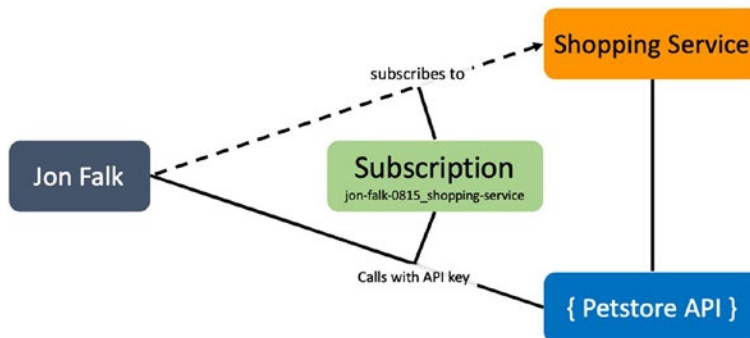 Shopping Service
subscribes to
Jon Falk
Subscription
jon-falk-0815_shopping-service
Calls with API key
{ Petstore API }